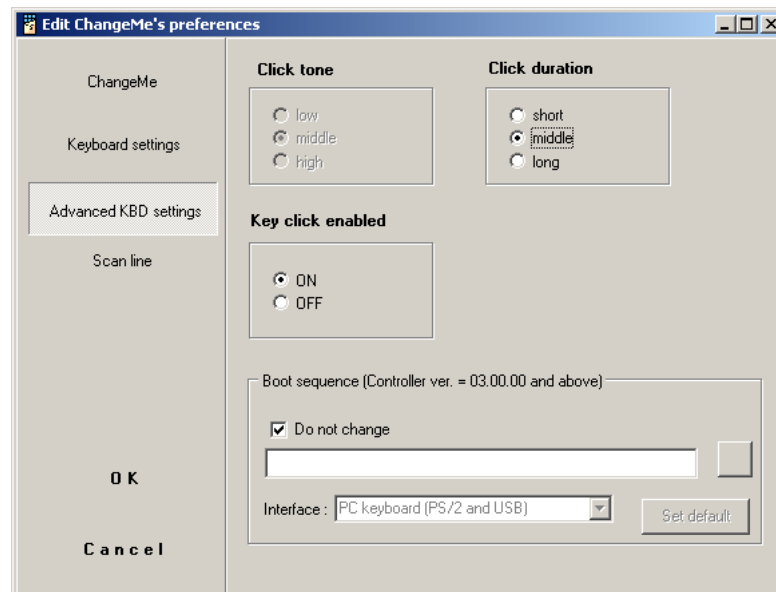 Edit ChangeMe's preferences
ChangeMe
Keyboard settings
Advanced KBD settings
Scan line
O K
C a n c e l
Click tone
low
middle
high
Click duration
short
middle
long
Key click enabled
ON
OFF
Boot sequence (Controller ver. = 03.00.00 and above)
Do not change
Interface : PC keyboard (PS/2 and USB)
Set default